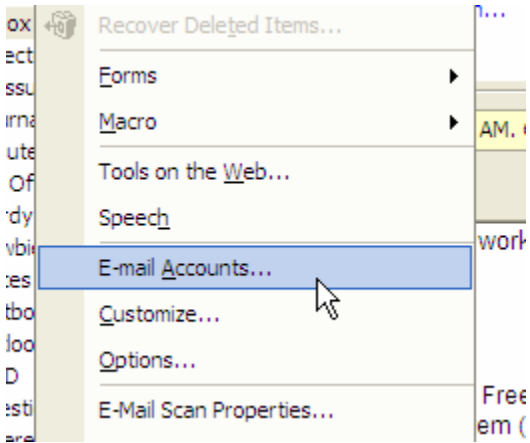 Recover Deleted Items...
Forms
Macro
AM.
Tools on the Web...
Speech
E-mail Accounts...
Customize...
Options...
Free
E-Mail Scan Properties...